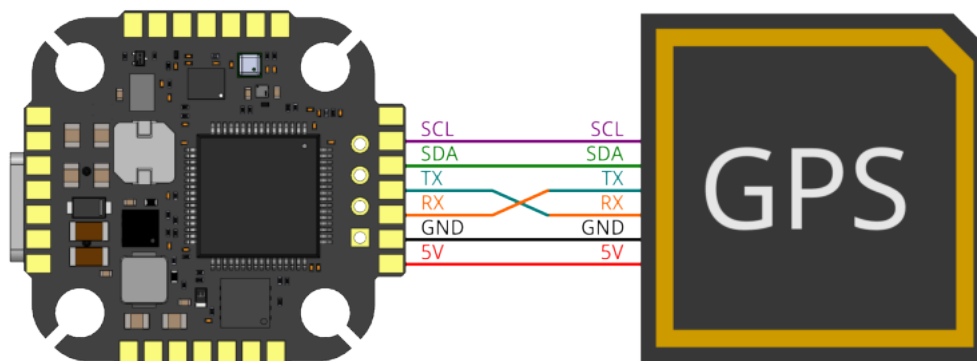 SCL SCL
SDA SDA
TX TX
RX RX
GND GND
5V 5V
GPS